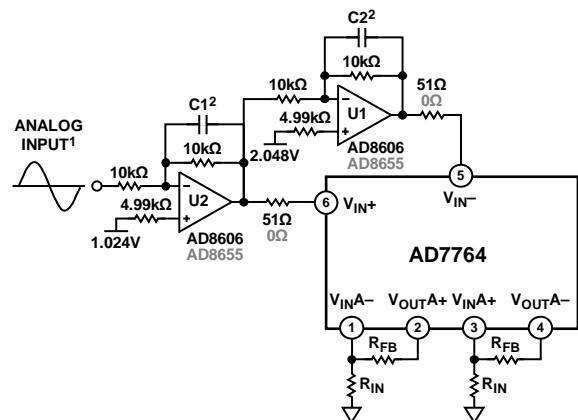 C2²
10kΩ
10kΩ
51Ω
0Ω
−
U1
4.99kΩ
+
2.048V
AD8606
AD8655
C1²
ANALOG
INPUT¹
10kΩ
10kΩ
−
U2
4.99kΩ
+
1.024V
AD8606
AD8655
51Ω
0Ω
5
VIN−
6
VIN+
AD7764
VINA− VOUTA+ VINA+ VOUTA−
1 2 3 4
RFB RFB
RIN RIN